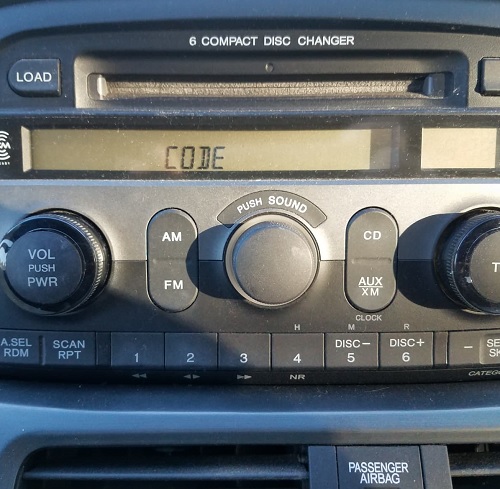 6 COMPACT DISC CHANGER
LOAD
CODE
PUSH SOUND
VOL
PUSH
PWR
AM
FM
CD
AUX
XM
CLOCK
H M R
A.SEL
RDM
SCAN
RPT
1
2
3
4
NR
DISC−
5
DISC+
6
−
PASSENGER
AIRBAG